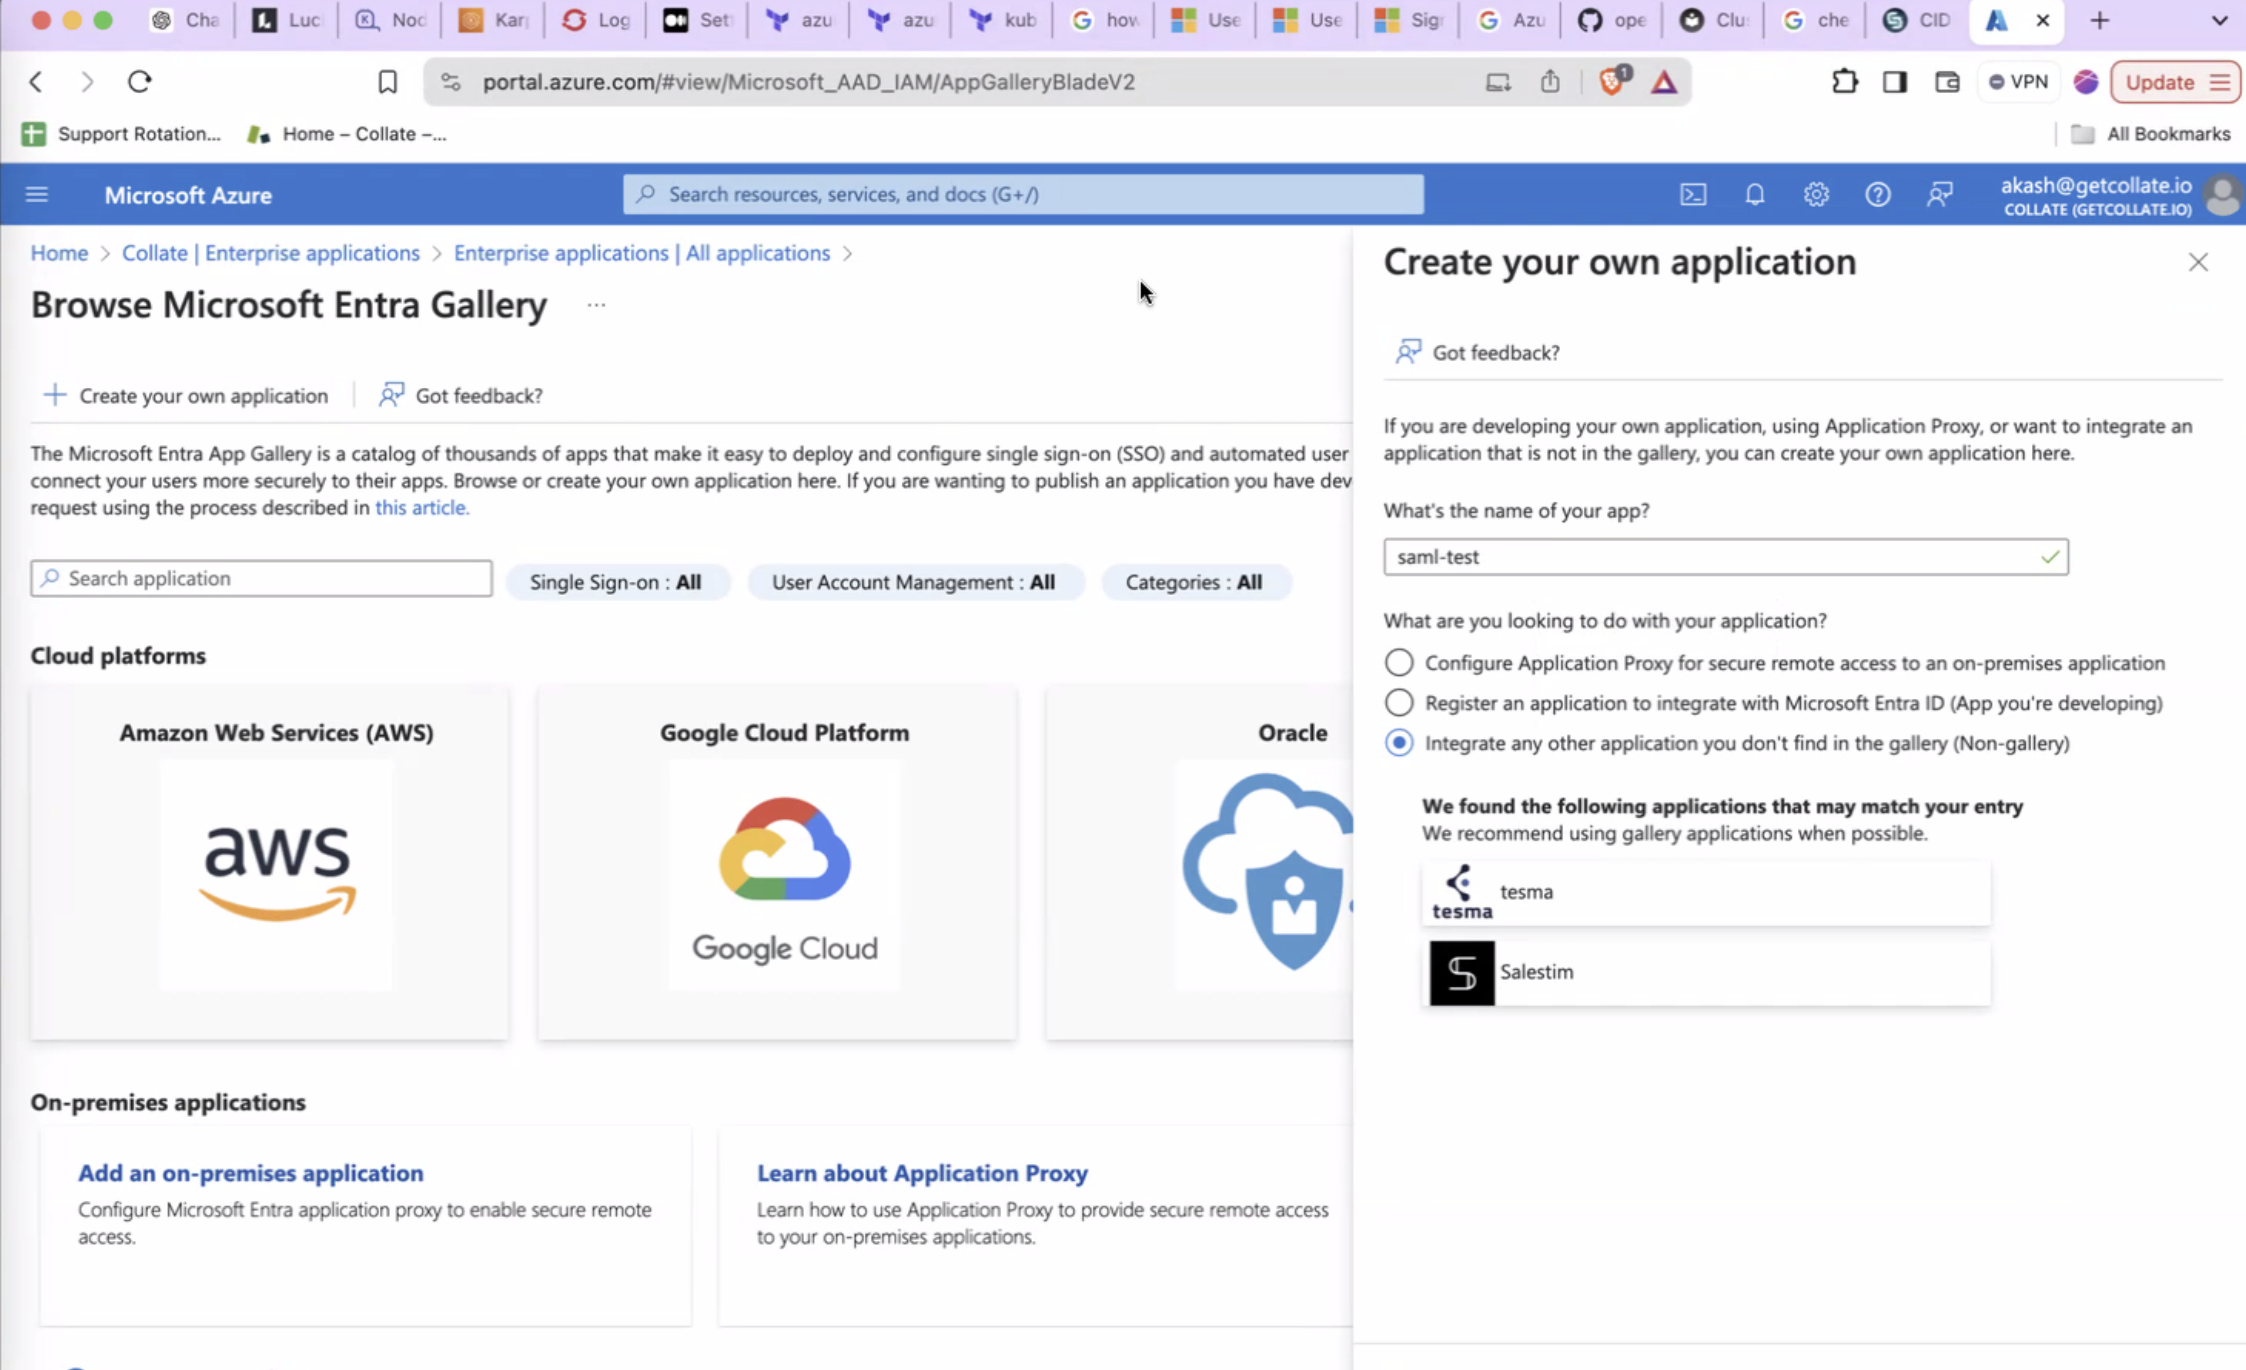 Cha
Luc
Nod
Kar
Log
Set
azu
azu
kub
how
Use
Use
Sig
Azu
ope
Clu
che
CID
portal.azure.com/#view/Microsoft_AAD_IAM/AppGalleryBladeV2
1
VPN
Update
Support Rotation...
Home – Collate –...
All Bookmarks
Microsoft Azure
Search resources, services, and docs (G+/)
akash@getcollate.io
COLLATE (GETCOLLATE.IO)
Home > Collate | Enterprise applications > Enterprise applications | All applications >
Browse Microsoft Entra Gallery ...
+ Create your own application
Got feedback?
The Microsoft Entra App Gallery is a catalog of thousands of apps that make it easy to deploy and configure single sign-on (SSO) and automated user
connect your users more securely to their apps. Browse or create your own application here. If you are wanting to publish an application you have dev
request using the process described in this article.
Search application
Single Sign-on : All
User Account Management : All
Categories : All
Cloud platforms
Amazon Web Services (AWS)
aws
Google Cloud Platform
Google Cloud
Oracle
On-premises applications
Add an on-premises application
Configure Microsoft Entra application proxy to enable secure remote
access.
Learn about Application Proxy
Learn how to use Application Proxy to provide secure remote access
to your on-premises applications.
Create your own application
Got feedback?
If you are developing your own application, using Application Proxy, or want to integrate an
application that is not in the gallery, you can create your own application here.
What's the name of your app?
saml-test
What are you looking to do with your application?
Configure Application Proxy for secure remote access to an on-premises application
Register an application to integrate with Microsoft Entra ID (App you're developing)
Integrate any other application you don't find in the gallery (Non-gallery)
We found the following applications that may match your entry
We recommend using gallery applications when possible.
tesma
tesma
Salestim